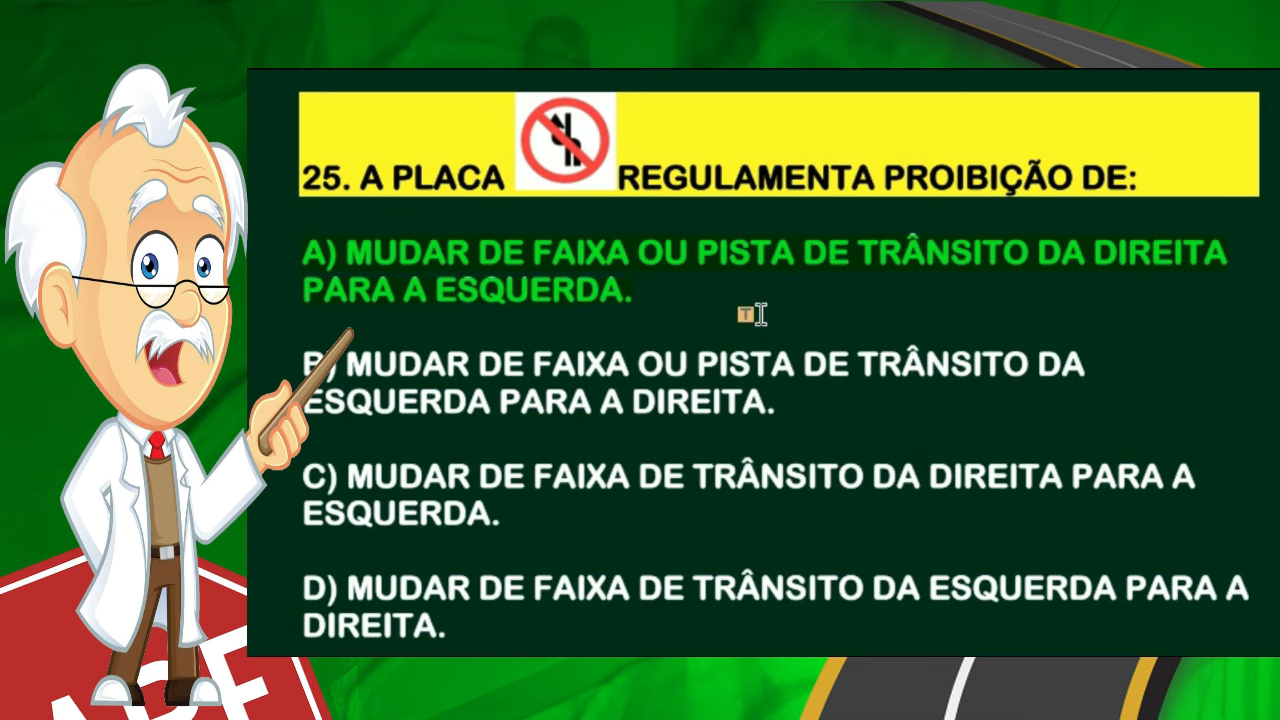 25. A PLACA REGULAMENTA PROIBIÇÃO DE:
A) MUDAR DE FAIXA OU PISTA DE TRÂNSITO DA DIREITA
PARA A ESQUERDA.
T
B) MUDAR DE FAIXA OU PISTA DE TRÂNSITO DA
ESQUERDA PARA A DIREITA.
C) MUDAR DE FAIXA DE TRÂNSITO DA DIREITA PARA A
ESQUERDA.
D) MUDAR DE FAIXA DE TRÂNSITO DA ESQUERDA PARA A
DIREITA.